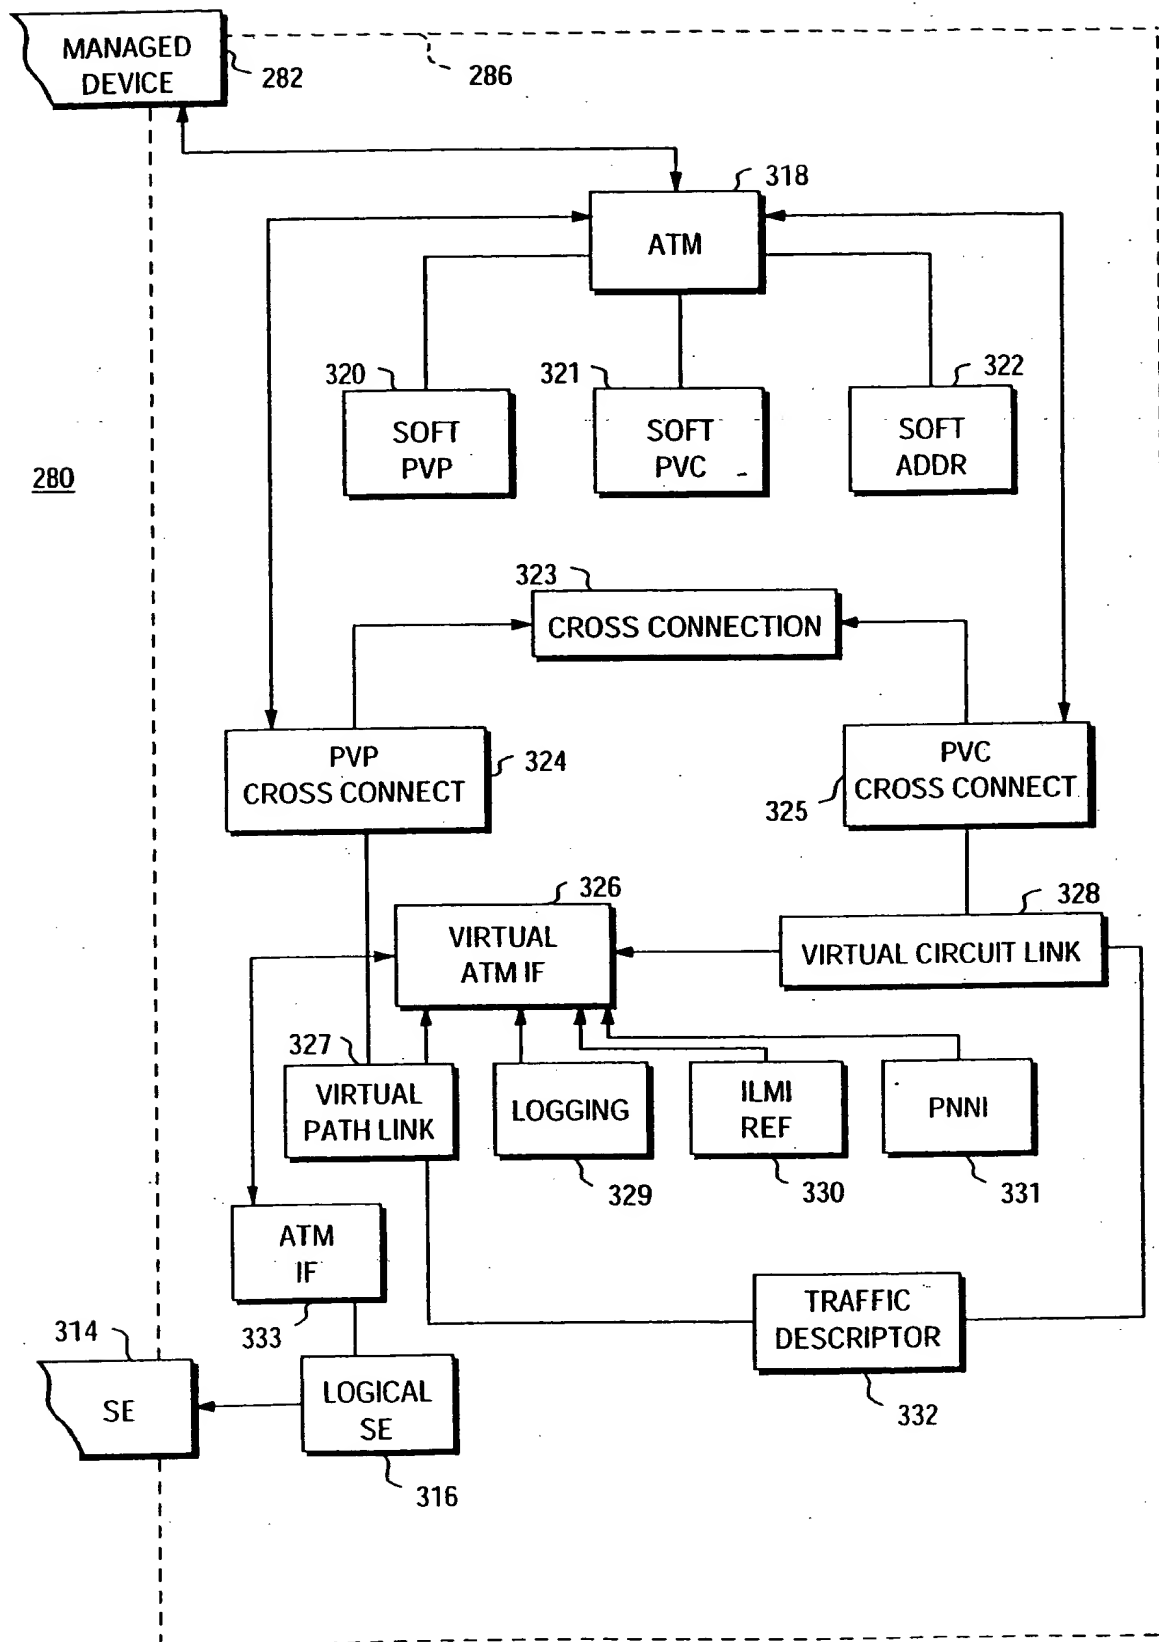 MANAGED
DEVICE
282
286
318
ATM
320
321
322
SOFT
PVP
SOFT
PVC
SOFT
ADDR
280
323
CROSS CONNECTION
PVP
CROSS CONNECT
324
PVC
CROSS CONNECT
325
326
VIRTUAL
ATM IF
328
VIRTUAL CIRCUIT LINK
327
VIRTUAL
PATH LINK
LOGGING
329
ILMI
REF
330
PNNI
331
ATM
IF
333
TRAFFIC
DESCRIPTOR
332
314
SE
LOGICAL
SE
316